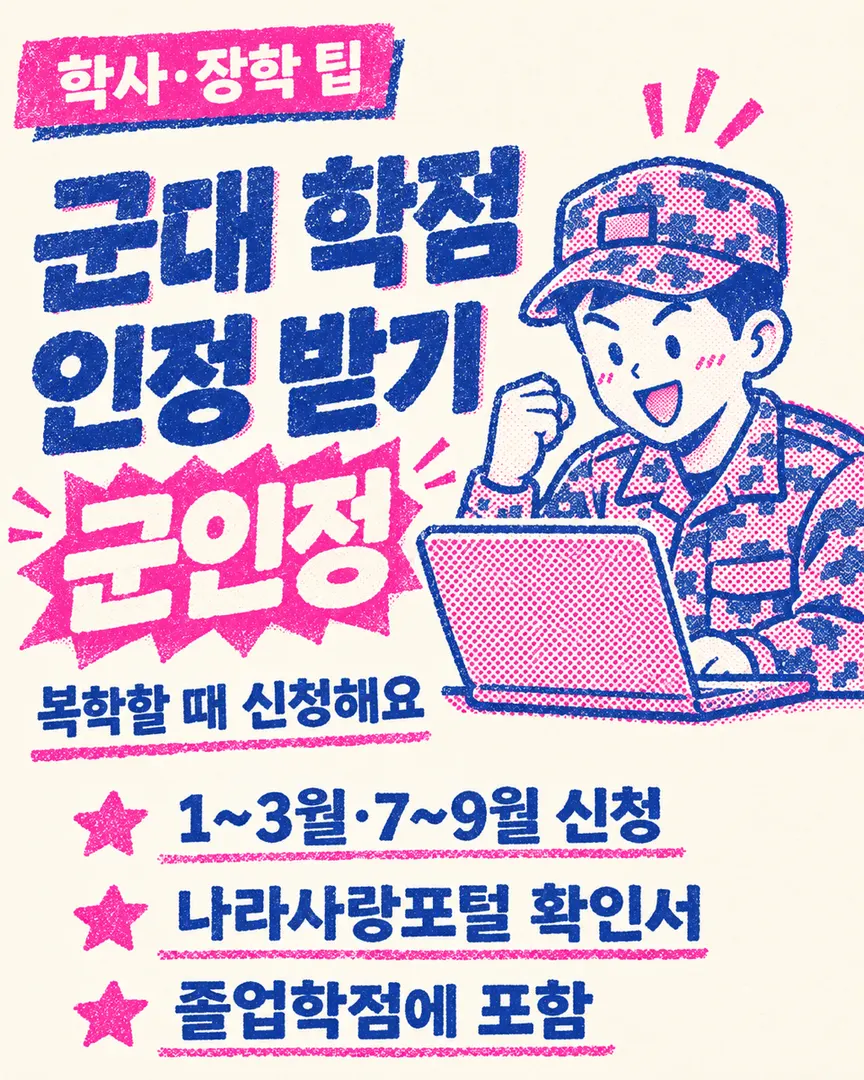 학사·장학 팁
군대 학점
인정 받기
군인정
복학할 때 신청해요
1~3월·7~9월 신청
나라사랑포털 확인서
졸업학점에 포함